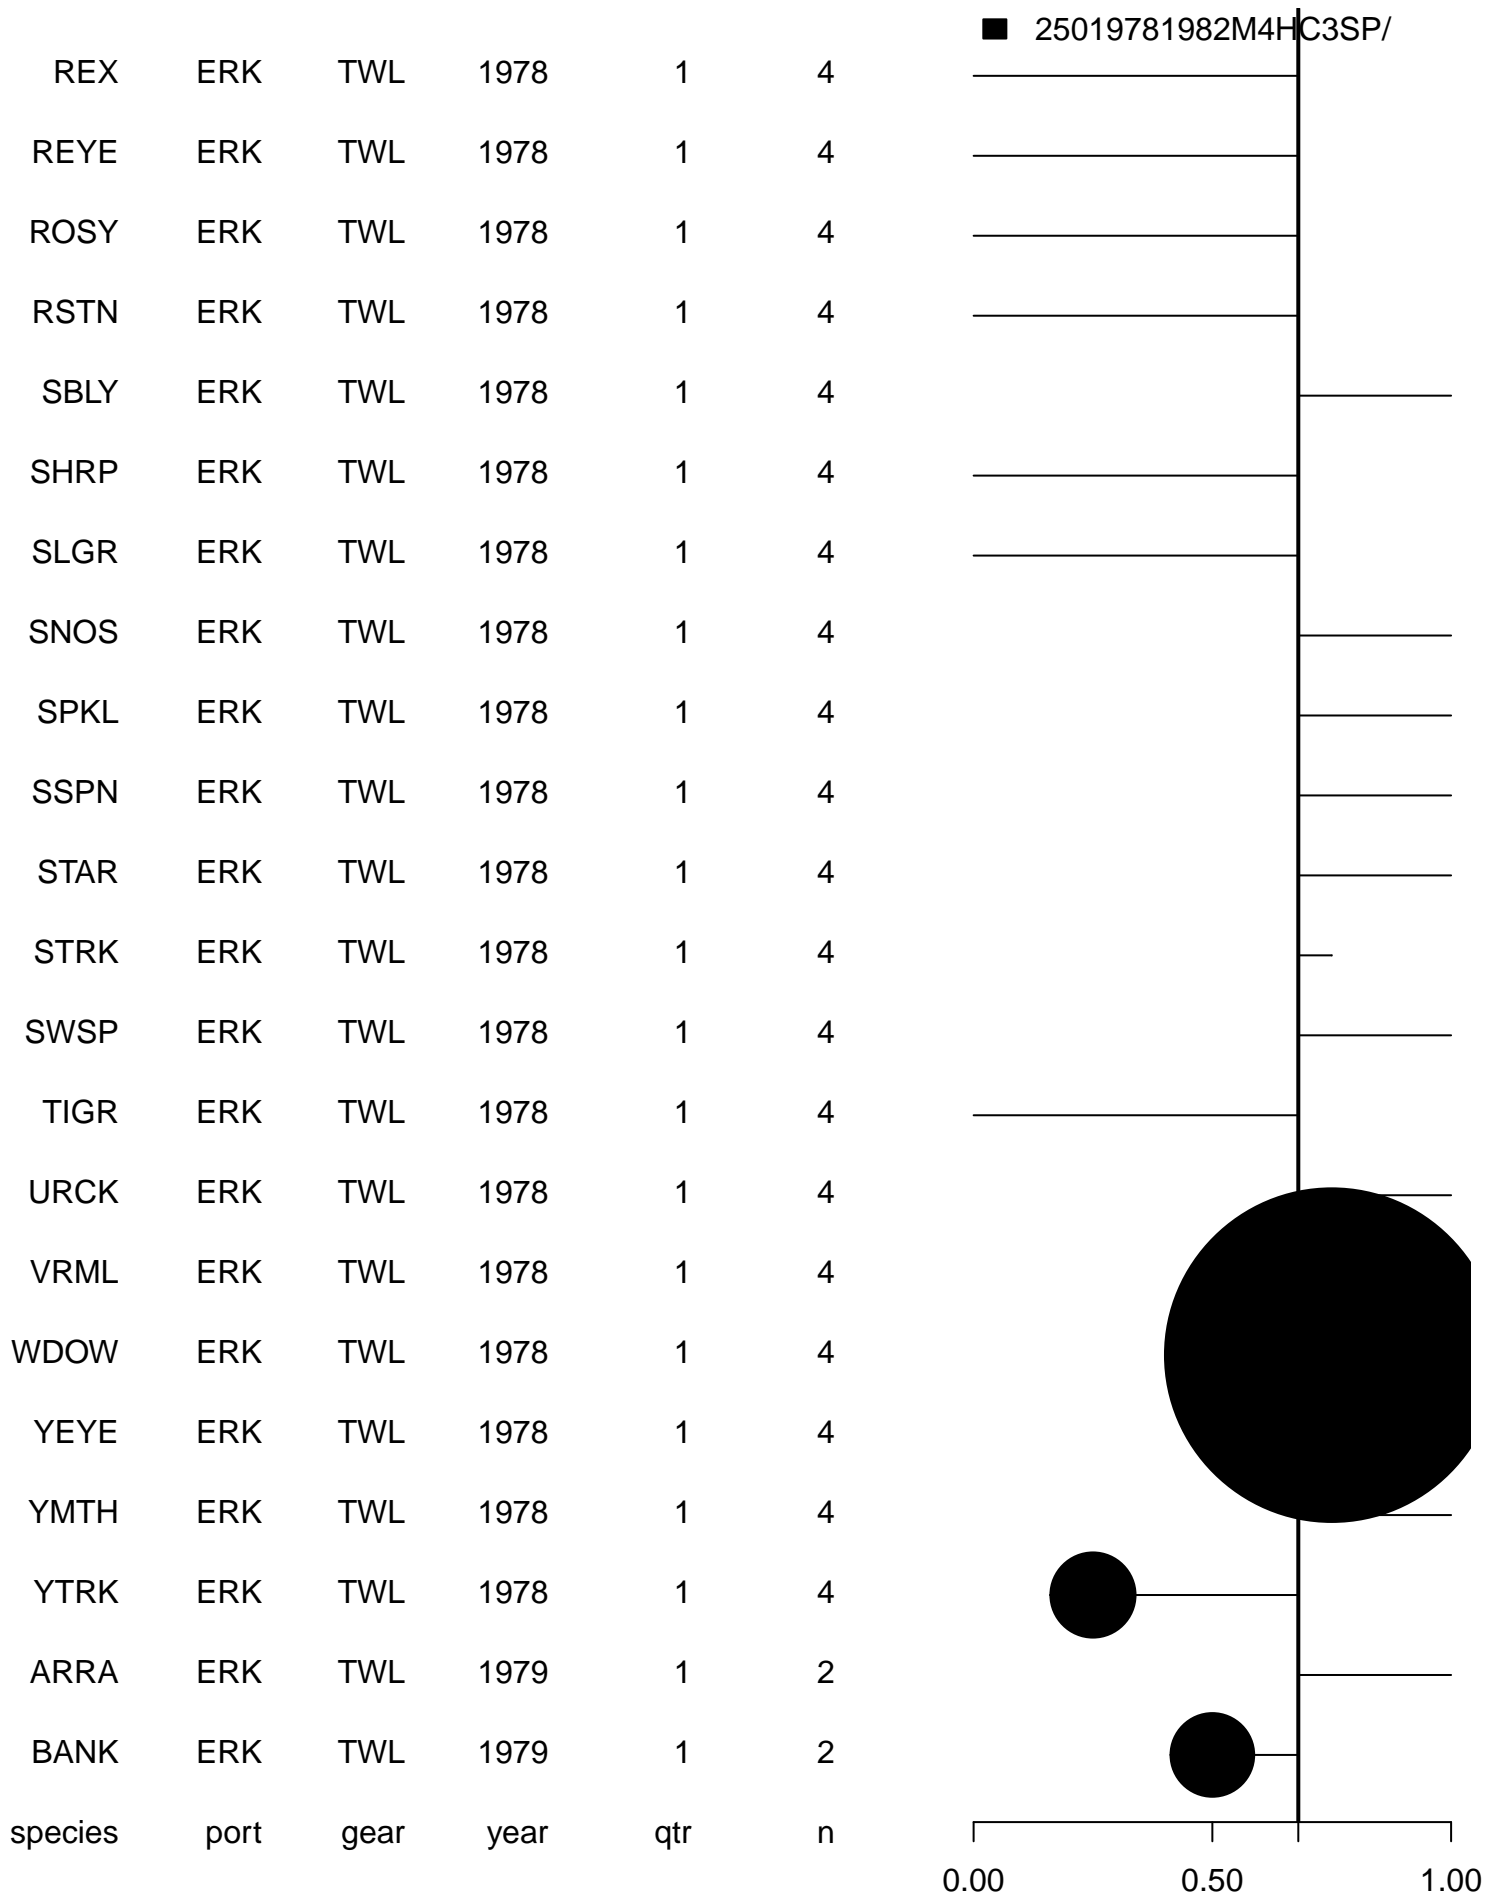 25019781982M4HC3SP/
REX ERK TWL 1978 1 4
REYE ERK TWL 1978 1 4
ROSY ERK TWL 1978 1 4
RSTN ERK TWL 1978 1 4
SBLY ERK TWL 1978 1 4
SHRP ERK TWL 1978 1 4
SLGR ERK TWL 1978 1 4
SNOS ERK TWL 1978 1 4
SPKL ERK TWL 1978 1 4
SSPN ERK TWL 1978 1 4
STAR ERK TWL 1978 1 4
STRK ERK TWL 1978 1 4
SWSP ERK TWL 1978 1 4
TIGR ERK TWL 1978 1 4
URCK ERK TWL 1978 1 4
VRML ERK TWL 1978 1 4
WDOW ERK TWL 1978 1 4
YEYE ERK TWL 1978 1 4
YMTH ERK TWL 1978 1 4
YTRK ERK TWL 1978 1 4
ARRA ERK TWL 1979 1 2
BANK ERK TWL 1979 1 2
species port gear year qtr n
0.00 0.50 1.00